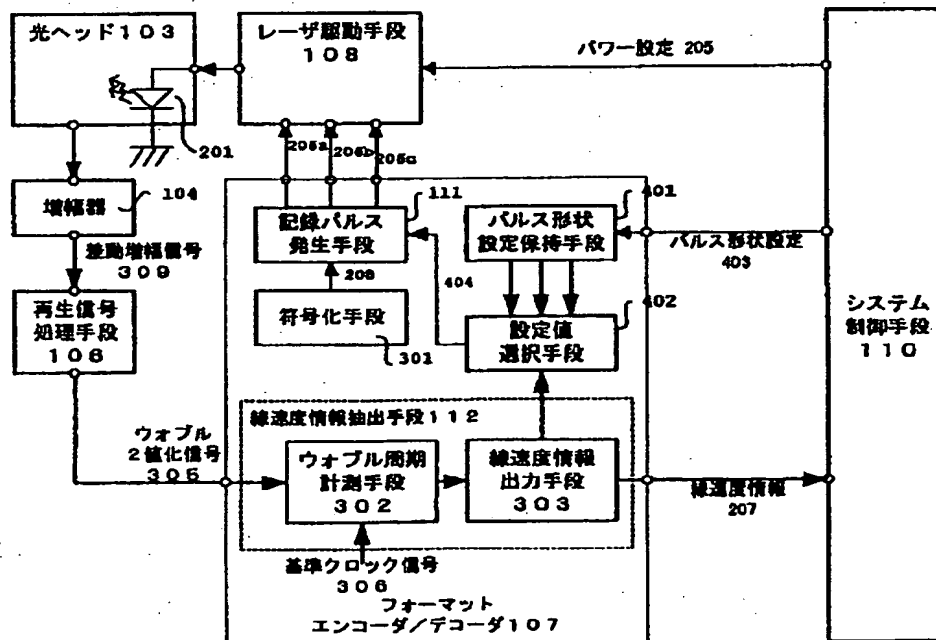 光ヘッド103
201
レーザ駆動手段
108
パワー設定 205
205a
205b
205c
増幅器
104
差動増幅信号
309
再生信号
処理手段
106
111
記録パルス
発生手段
208
符号化手段
301
401
パルス形状
設定保持手段
パルス形状設定
403
404
402
設定値
選択手段
システム
制御手段
110
線速度情報抽出手段112
ウォブル
2値化信号
305
ウォブル周期
計測手段
302
線速度情報
出力手段
303
線速度情報
207
基準クロック信号
306
フォーマット
エンコーダ/デコーダ107